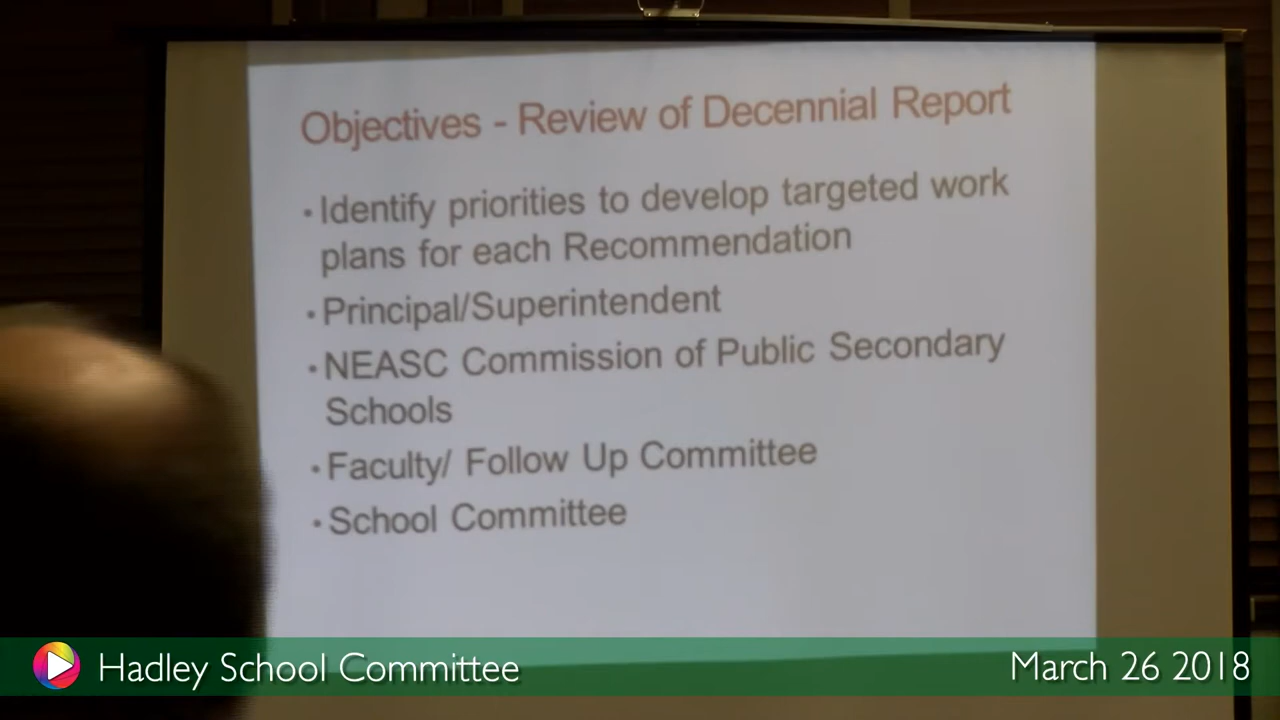 Objectives - Review of Decennial Report
• Identify priorities to develop targeted work
plans for each Recommendation
• Principal/Superintendent
• NEASC Commission of Public Secondary
Schools
• Faculty/ Follow Up Committee
• School Committee
Hadley School Committee
March 26 2018